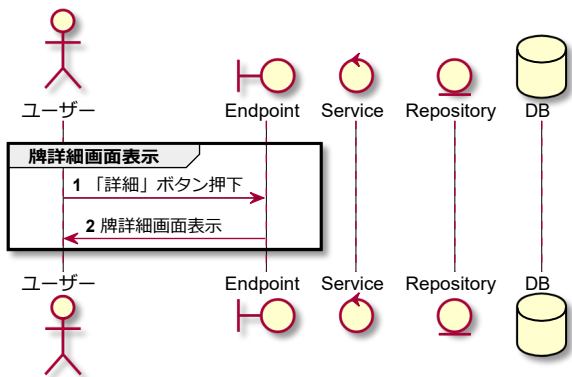 ユーザー Endpoint Service Repository DB
牌詳細画面表示
1 「詳細」ボタン押下
2 牌詳細画面表示
ユーザー Endpoint Service Repository DB